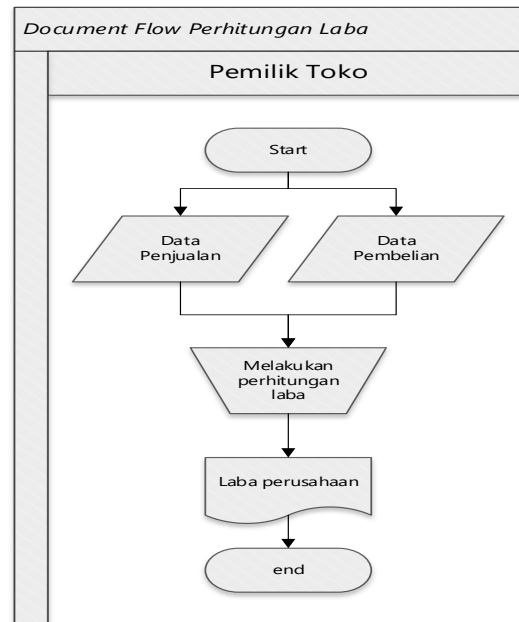 Document Flow Perhitungan Laba
Pemilik Toko
Start
Data
Penjualan
Data
Pembelian
Melakukan
perhitungan
laba
Laba perusahaan
end